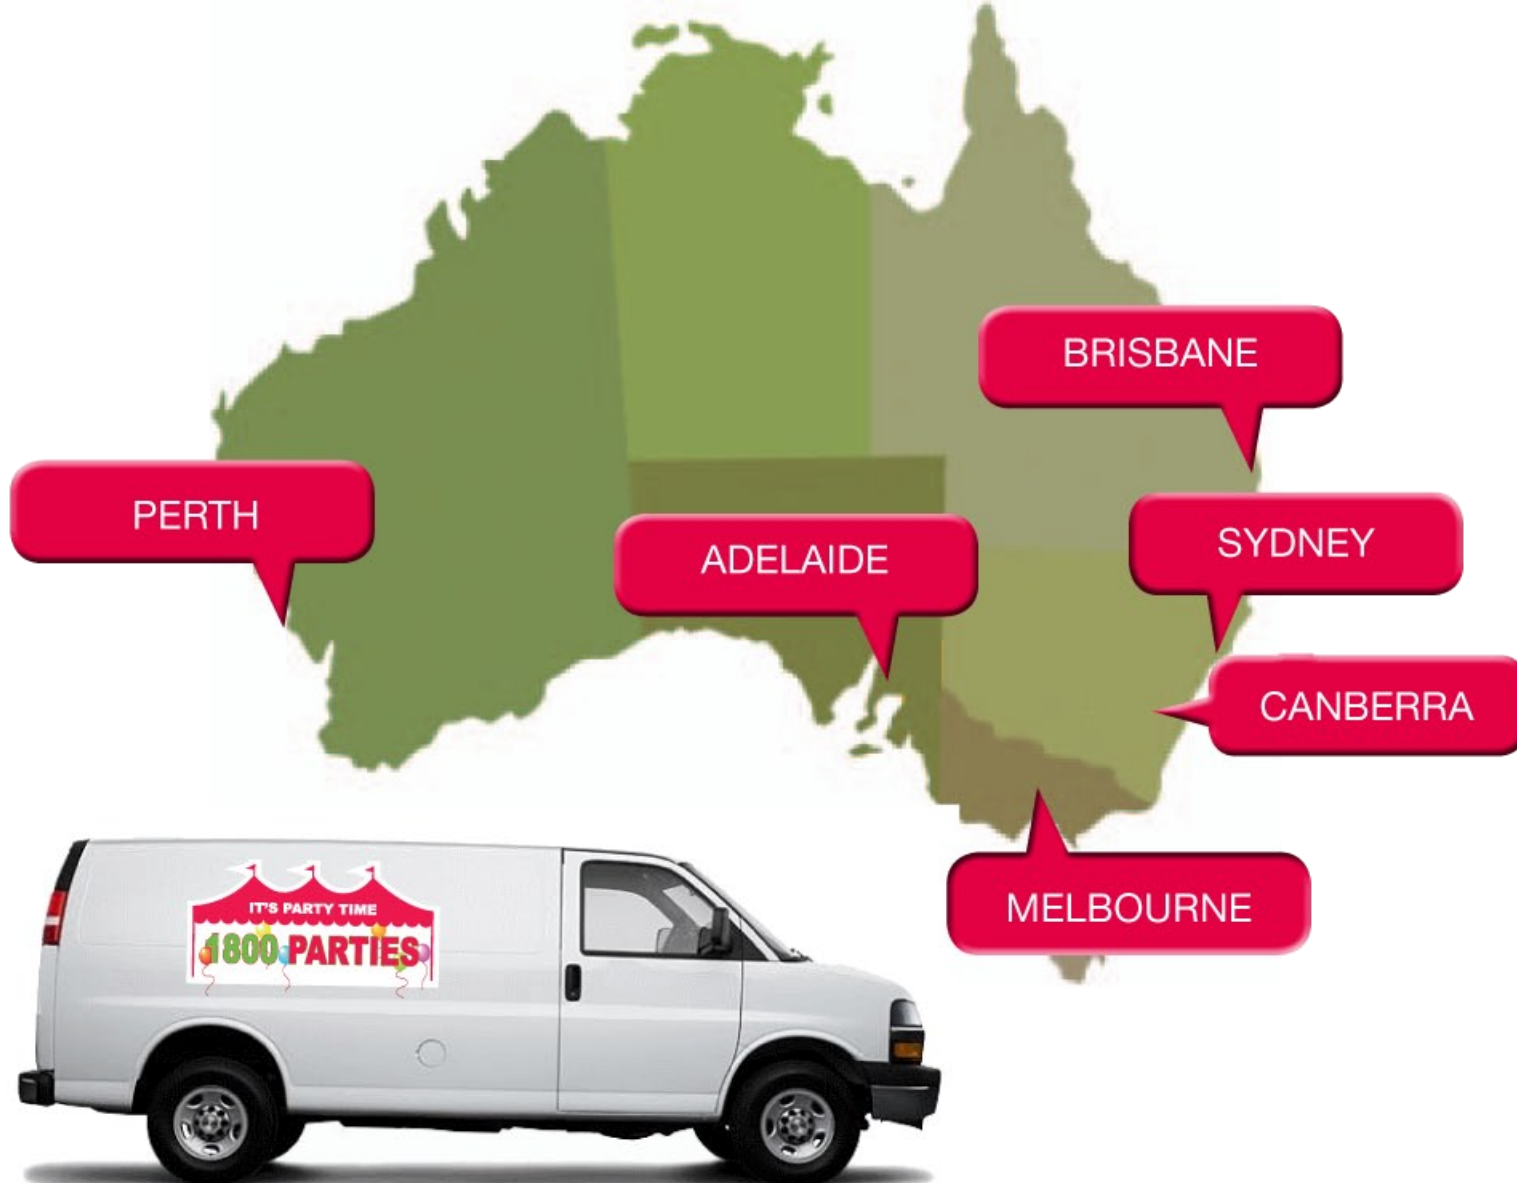 BRISBANE
PERTH
SYDNEY
ADELAIDE
CANBERRA
MELBOURNE
IT'S PARTY TIME
1800 PARTIES